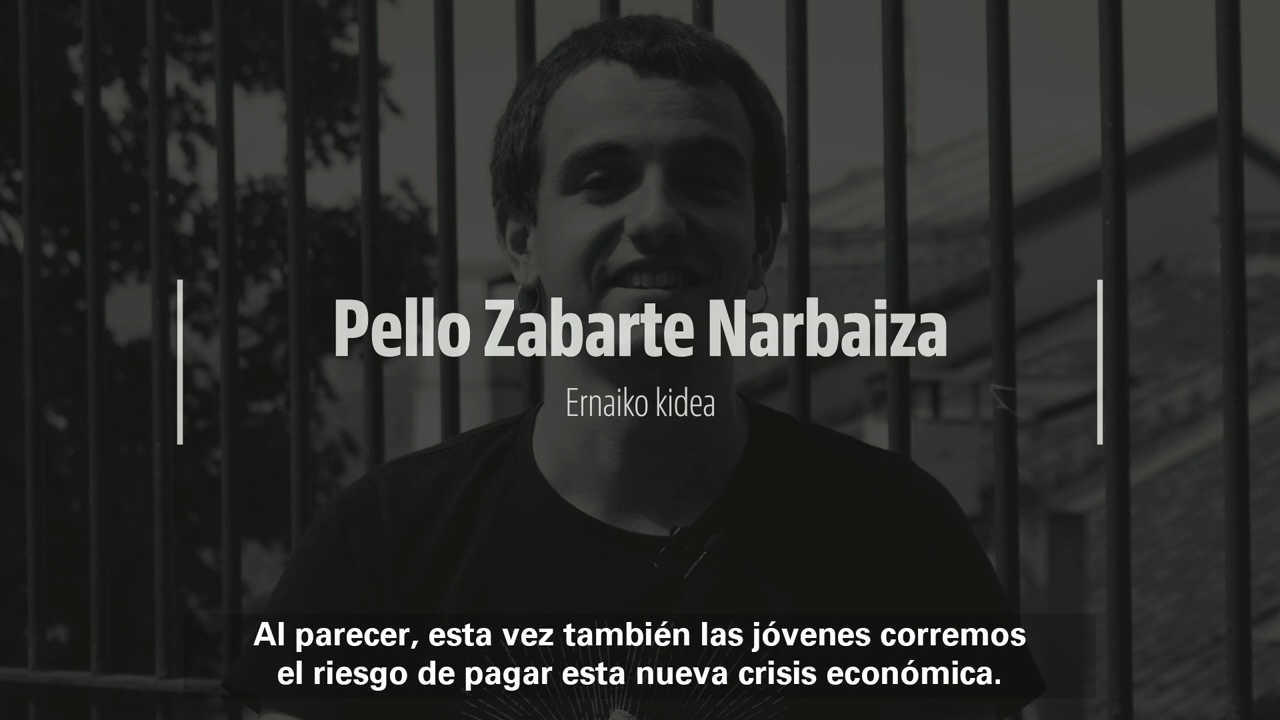 Pello Zabarte Narbaiza
Ernaiko kidea
Al parecer, esta vez también las jóvenes corremos
el riesgo de pagar esta nueva crisis económica.